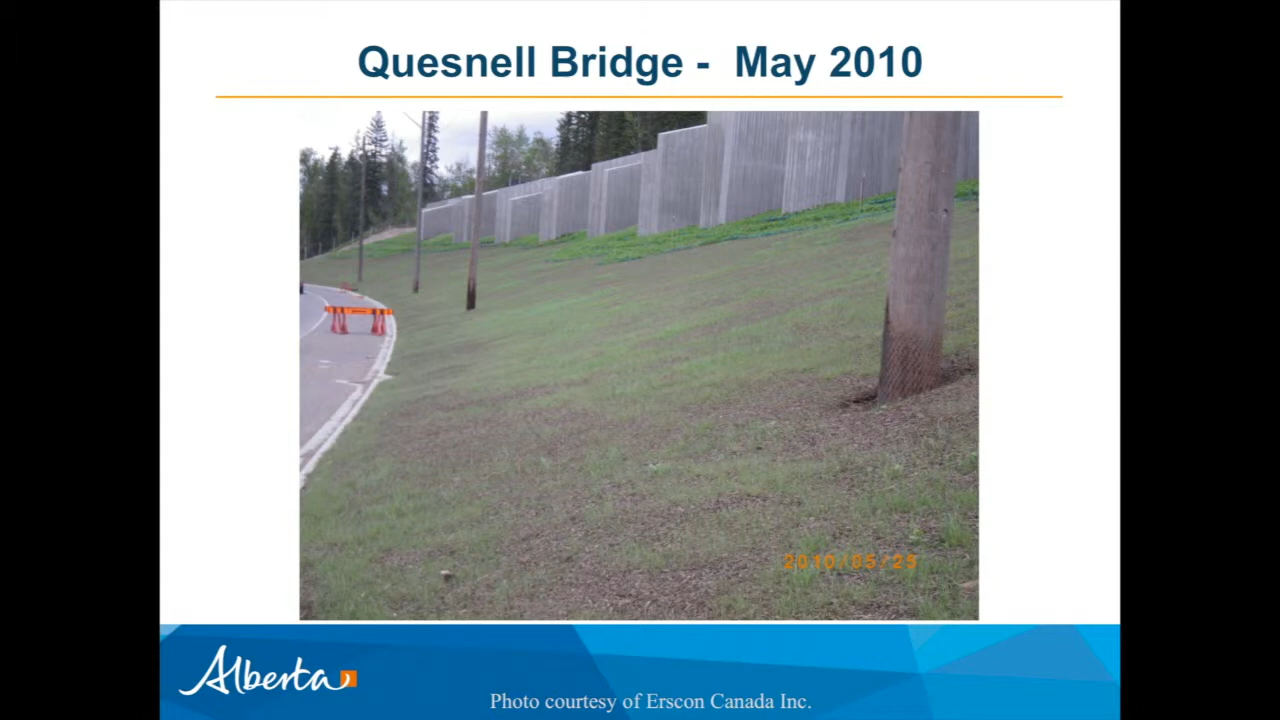 Quesnell Bridge - May 2010
2010/05/25
Alberta
Photo courtesy of Erscon Canada Inc.